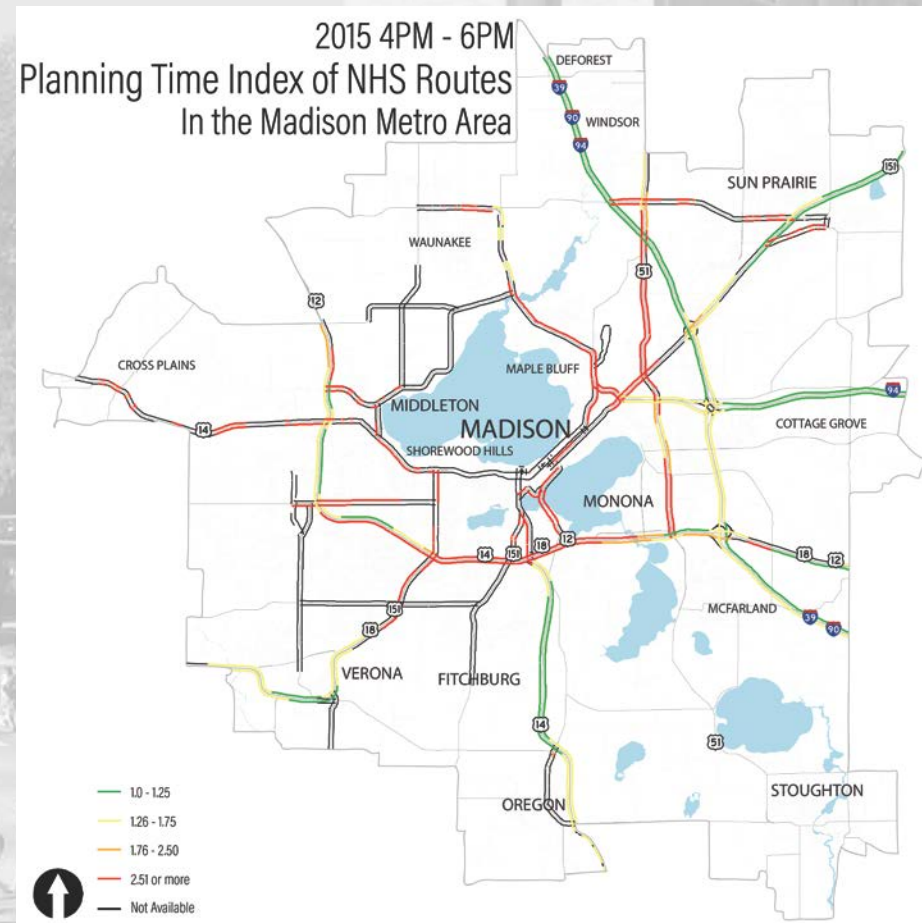 2015 4PM - 6PM
Planning Time Index of NHS Routes
In the Madison Metro Area
DEFOREST
39
90
WINDSOR
94
151
SUN PRAIRIE
WAUNAKEE
51
12
CROSS PLAINS
MAPLE BLUFF
94
MIDDLETON
14
MADISON
COTTAGE GROVE
SHOREWOOD HILLS
MONONA
12
18
14
151
18
12
151
MCFARLAND
39
18
90
VERONA
FITCHBURG
14
51
STOUGHTON
OREGON
1.0 - 1.25
1.26 - 1.75
1.76 - 2.50
2.51 or more
Not Available